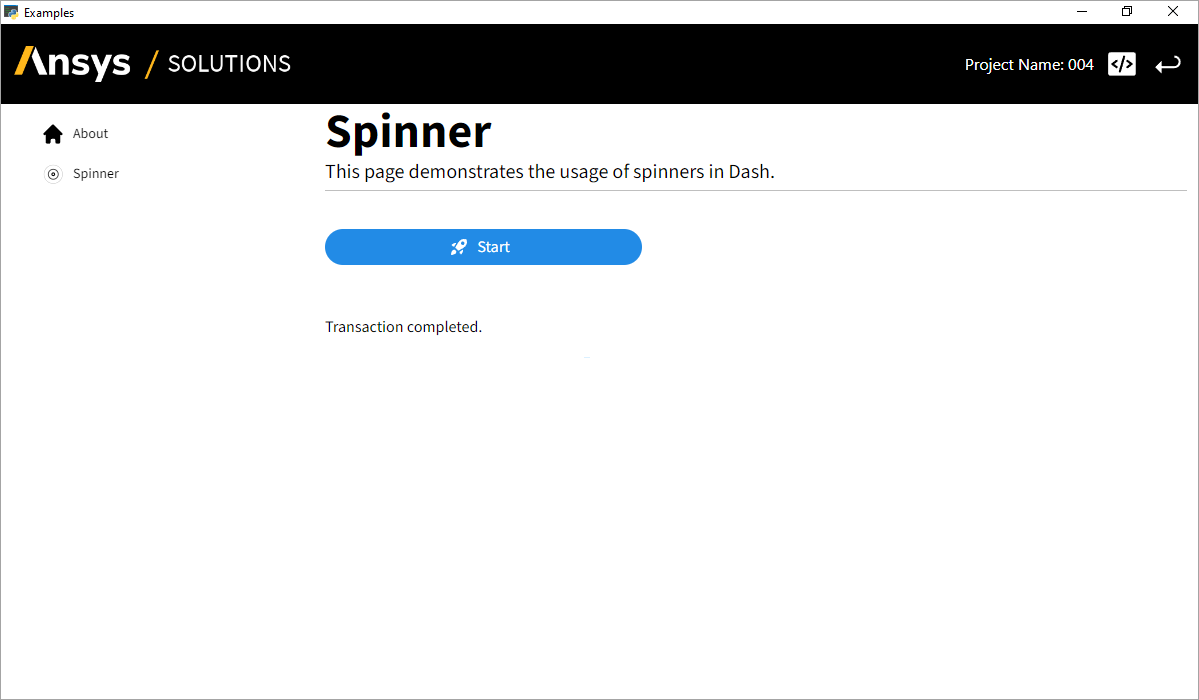 Examples
Ansys / SOLUTIONS
Project Name: 004 </>
About
Spinner
Spinner
This page demonstrates the usage of spinners in Dash.
Start
Transaction completed.